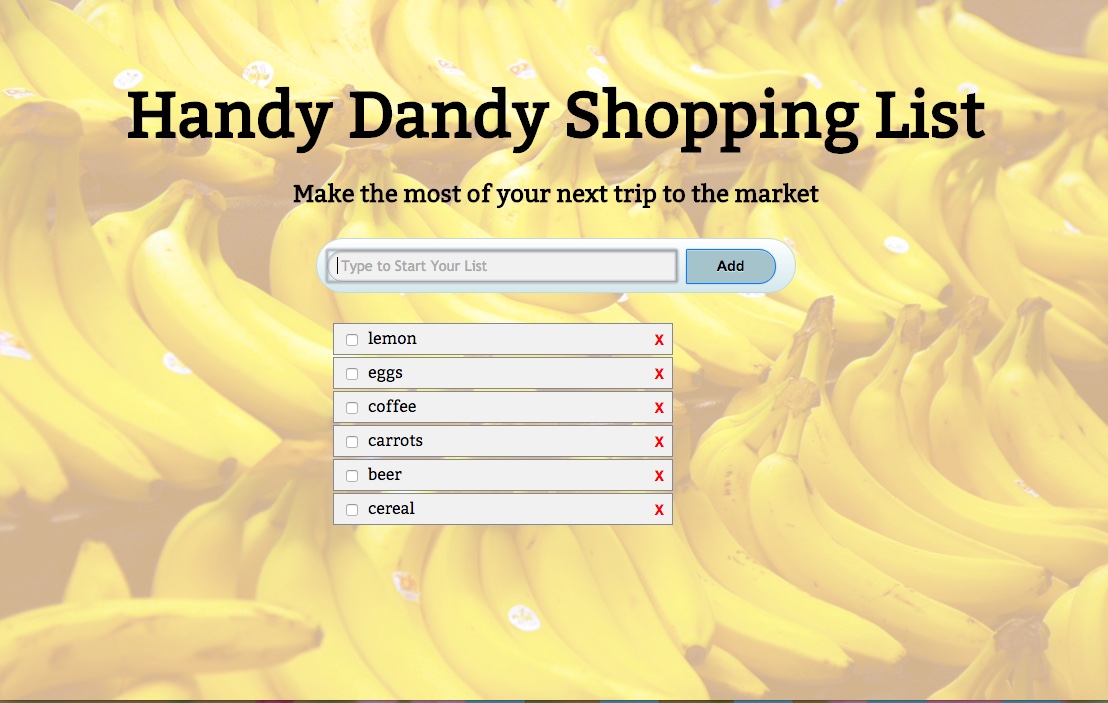 Handy Dandy Shopping List
Make the most of your next trip to the market
Type to Start Your List
Add
lemon X
eggs X
coffee X
carrots X
beer X
cereal X